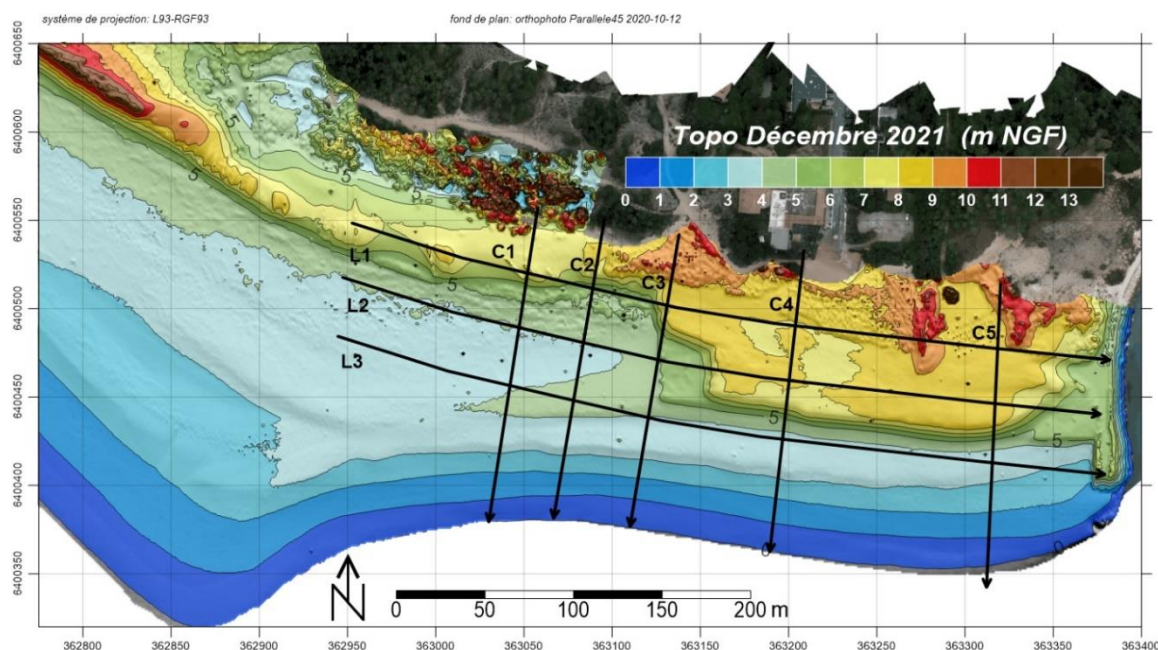 système de projection: L93-RGF93
fond de plan: orthophoto Parallele45 2020-10-12
6400650
6400600
6400550
6400500
6400450
6400400
6400350
Topo Décembre 2021 (m NGF)
0 1 2 3 4 5 6 7 8 9 10 11 12 13
5
5
5
5
L1
L2
L3
C1
C2
C3
C4
C5
5
5
5
0
0
N
0 50 100 150 200 m
362800 362850 362900 362950 363000 363050 363100 363150 363200 363250 363300 363350 363400